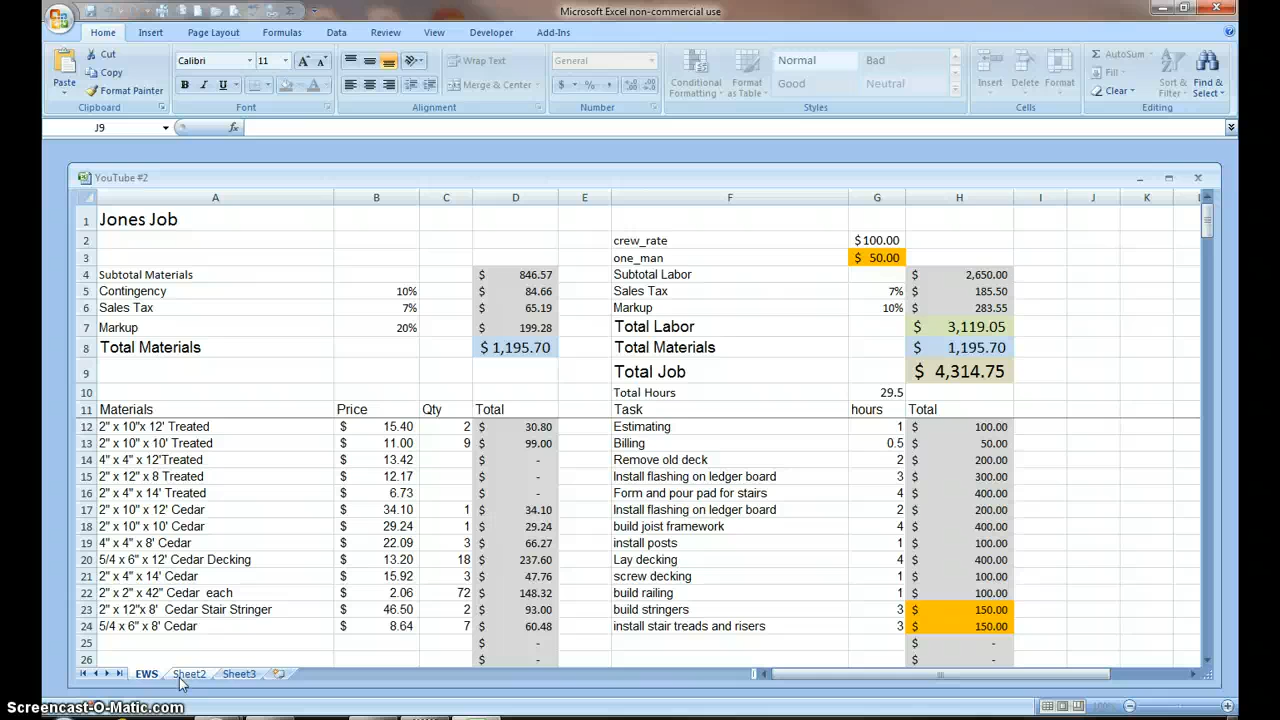 Microsoft Excel non-commercial use
Home Insert Page Layout Formulas Data Review View Developer Add-Ins
Cut
Copy
Format Painter
Paste
Clipboard
Calibri 11
B I U
Font
Wrap Text
Merge & Center
Alignment
General
$ % ,
Number
Conditional Formatting
Format as Table
Normal Bad
Good Neutral
Styles
Insert Delete Format
Cells
AutoSum
Fill
Clear
Sort & Filter
Find & Select
Editing
J9 fx
YouTube #2
A B C D E F G H I J K L
1 Jones Job
2 crew_rate $100.00
3 one_man $ 50.00
4 Subtotal Materials $ 846.57 Subtotal Labor $ 2,650.00
5 Contingency 10% $ 84.66 Sales Tax 7% $ 185.50
6 Sales Tax 7% $ 65.19 Markup 10% $ 283.55
7 Markup 20% $ 199.28 Total Labor $ 3,119.05
8 Total Materials $ 1,195.70 Total Materials $ 1,195.70
9 Total Job $ 4,314.75
10 Total Hours 29.5
11 Materials Price Qty Total Task hours Total
12 2" x 10"x 12' Treated $ 15.40 2 $ 30.80 Estimating 1 $ 100.00
13 2" x 10" x 10' Treated $ 11.00 9 $ 99.00 Billing 0.5 $ 50.00
14 4" x 4" x 12'Treated $ 13.42 $ - Remove old deck 2 $ 200.00
15 2" x 12" x 8 Treated $ 12.17 $ - Install flashing on ledger board 3 $ 300.00
16 2" x 4" x 14' Treated $ 6.73 $ - Form and pour pad for stairs 4 $ 400.00
17 2" x 10" x 12' Cedar $ 34.10 1 $ 34.10 Install flashing on ledger board 2 $ 200.00
18 2" x 10" x 10' Cedar $ 29.24 1 $ 29.24 build joist framework 4 $ 400.00
19 4" x 4" x 8' Cedar $ 22.09 3 $ 66.27 install posts 1 $ 100.00
20 5/4 x 6" x 12' Cedar Decking $ 13.20 18 $ 237.60 Lay decking 4 $ 400.00
21 2" x 4" x 14' Cedar $ 15.92 3 $ 47.76 screw decking 1 $ 100.00
22 2" x 2" x 42" Cedar each $ 2.06 72 $ 148.32 build railing 1 $ 100.00
23 2" x 12"x 8' Cedar Stair Stringer $ 46.50 2 $ 93.00 build stringers 3 $ 150.00
24 5/4 x 6" x 8' Cedar $ 8.64 7 $ 60.48 install stair treads and risers 3 $ 150.00
25 $ - $ -
26 $ - $ -
EWS Sheet2 Sheet3
Screencast-O-Matic.com
100%